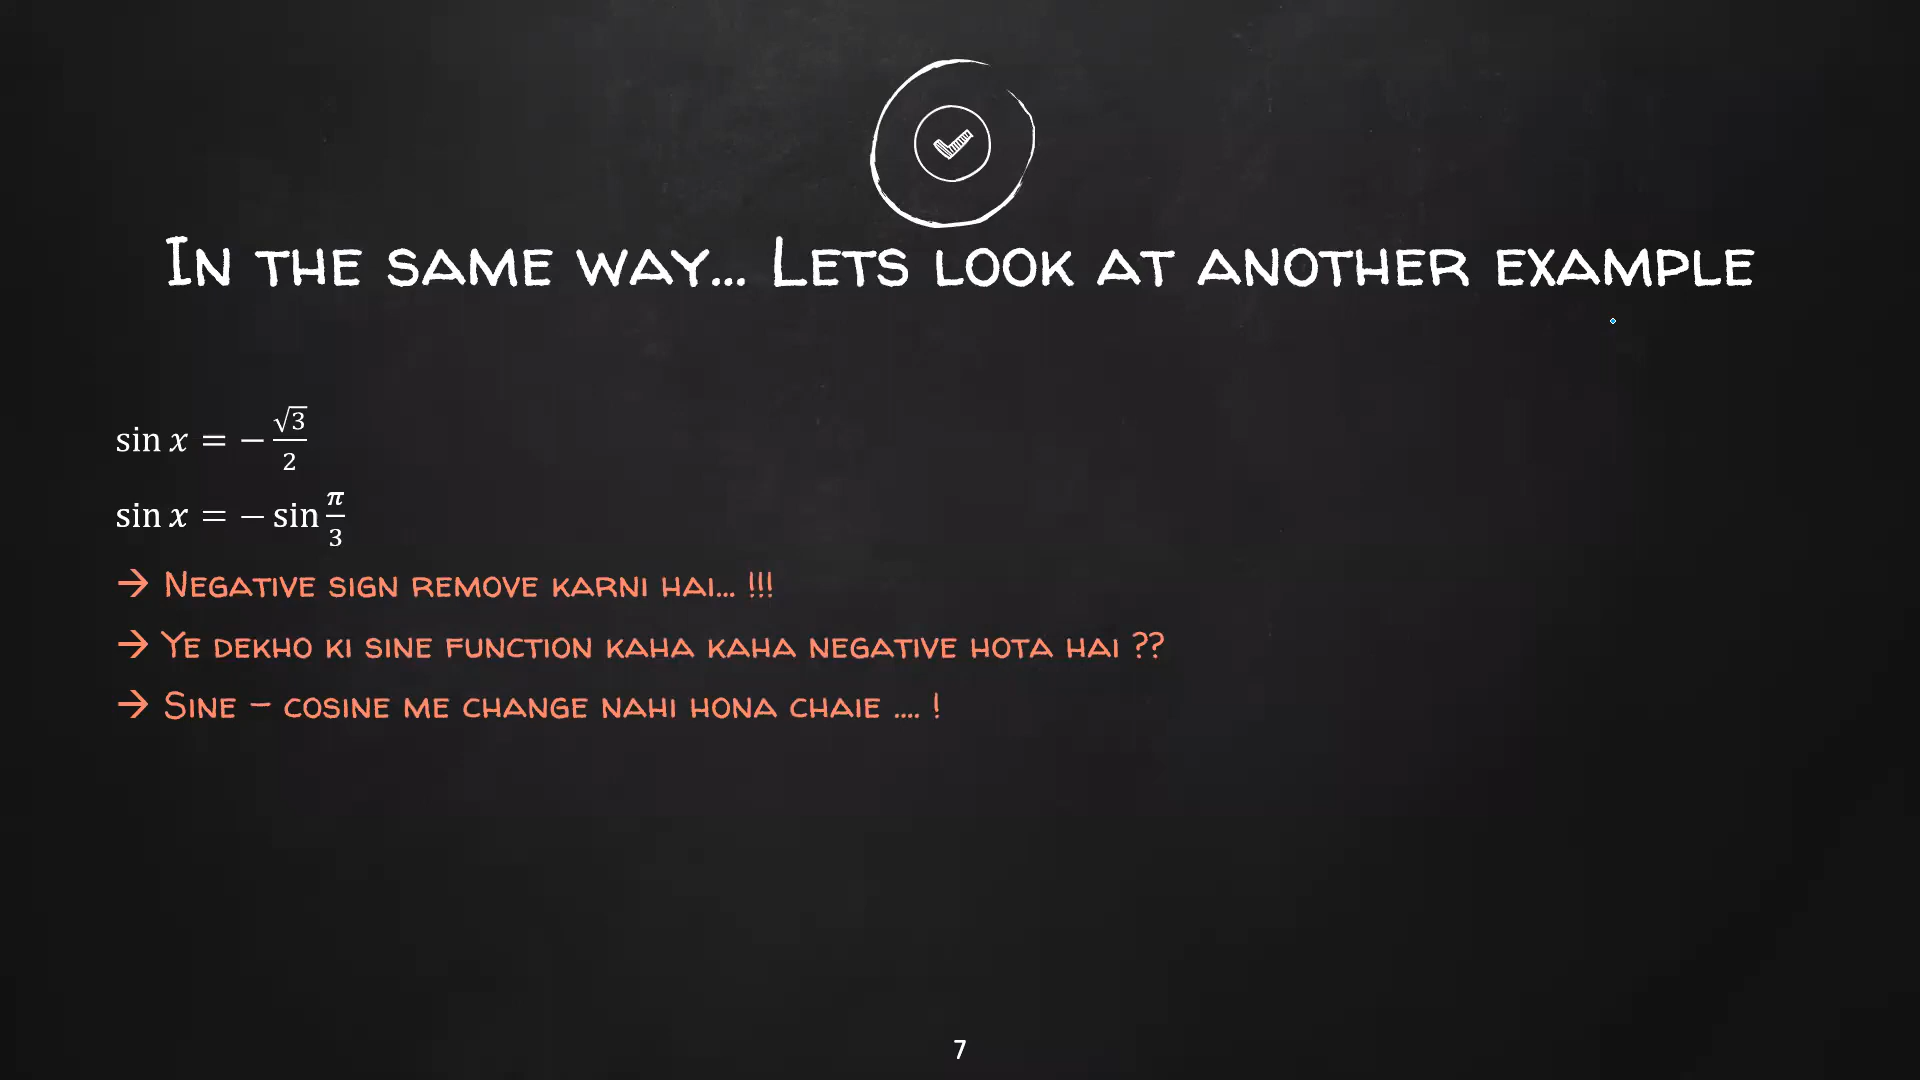 In the same way... Lets look at another example
sin x = − √3/2
sin x = − sin π/3
→ Negative sign remove karni hai... !!!
→ Ye dekho ki sine function kaha kaha negative hota hai ??
→ Sine – cosine me change nahi hona chaie .... !
7